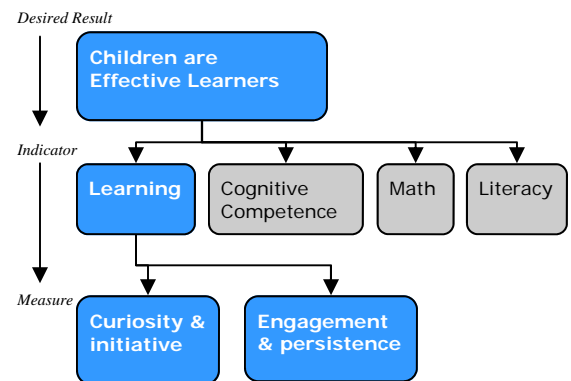 Desired Result
Children are
Effective Learners
Indicator
Learning
Cognitive
Competence
Math
Literacy
Measure
Curiosity &
initiative
Engagement
& persistence